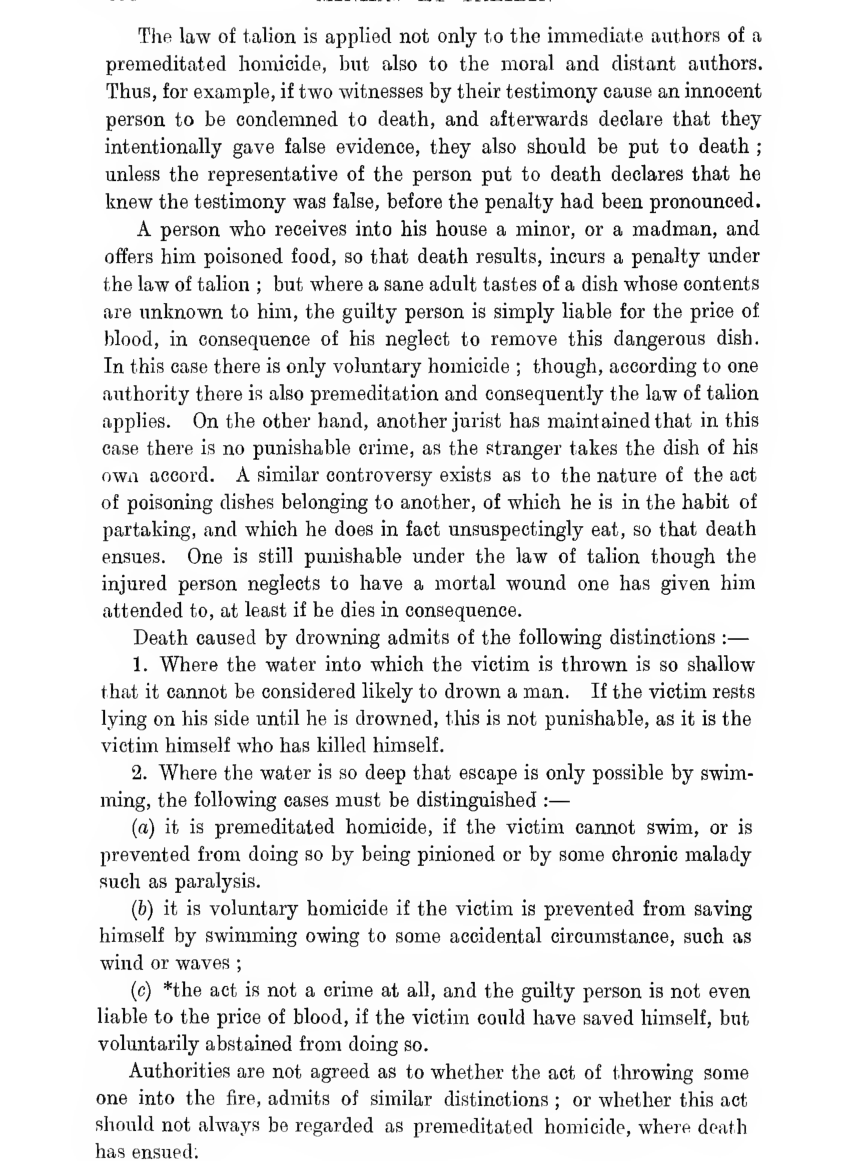 The law of talion is applied not only to the immediate authors of a
premeditated homicide, but also to the moral and distant authors.
Thus, for example, if two witnesses by their testimony cause an innocent
person to be condemned to death, and afterwards declare that they
intentionally gave false evidence, they also should be put to death ;
unless the representative of the person put to death declares that he
knew the testimony was false, before the penalty had been pronounced.
A person who receives into his house a minor, or a madman, and
offers him poisoned food, so that death results, incurs a penalty under
the law of talion ; but where a sane adult tastes of a dish whose contents
are unknown to him, the guilty person is simply liable for the price of
blood, in consequence of his neglect to remove this dangerous dish.
In this case there is only voluntary homicide ; though, according to one
authority there is also premeditation and consequently the law of talion
applies. On the other hand, another jurist has maintained that in this
case there is no punishable crime, as the stranger takes the dish of his
own accord. A similar controversy exists as to the nature of the act
of poisoning dishes belonging to another, of which he is in the habit of
partaking, and which he does in fact unsuspectingly eat, so that death
ensues. One is still punishable under the law of talion though the
injured person neglects to have a mortal wound one has given him
attended to, at least if he dies in consequence.
Death caused by drowning admits of the following distinctions :—
1. Where the water into which the victim is thrown is so shallow
that it cannot be considered likely to drown a man. If the victim rests
lying on his side until he is drowned, this is not punishable, as it is the
victim himself who has killed himself.
2. Where the water is so deep that escape is only possible by swim-
ming, the following cases must be distinguished :—
(a) it is premeditated homicide, if the victim cannot swim, or is
prevented from doing so by being pinioned or by some chronic malady
such as paralysis.
(b) it is voluntary homicide if the victim is prevented from saving
himself by swimming owing to some accidental circumstance, such as
wind or waves ;
(c) *the act is not a crime at all, and the guilty person is not even
liable to the price of blood, if the victim could have saved himself, but
voluntarily abstained from doing so.
Authorities are not agreed as to whether the act of throwing some
one into the fire, admits of similar distinctions ; or whether this act
should not always be regarded as premeditated homicide, where death
has ensued.